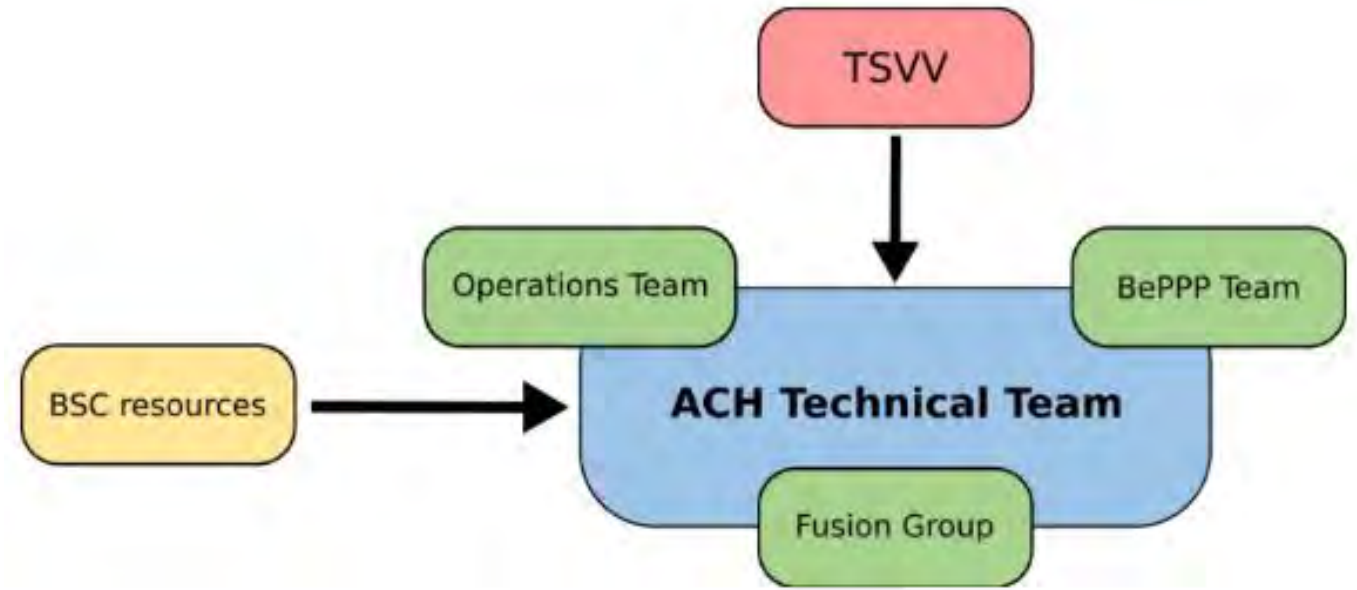 TSVV
Operations Team
BePPP Team
BSC resources
ACH Technical Team
Fusion Group